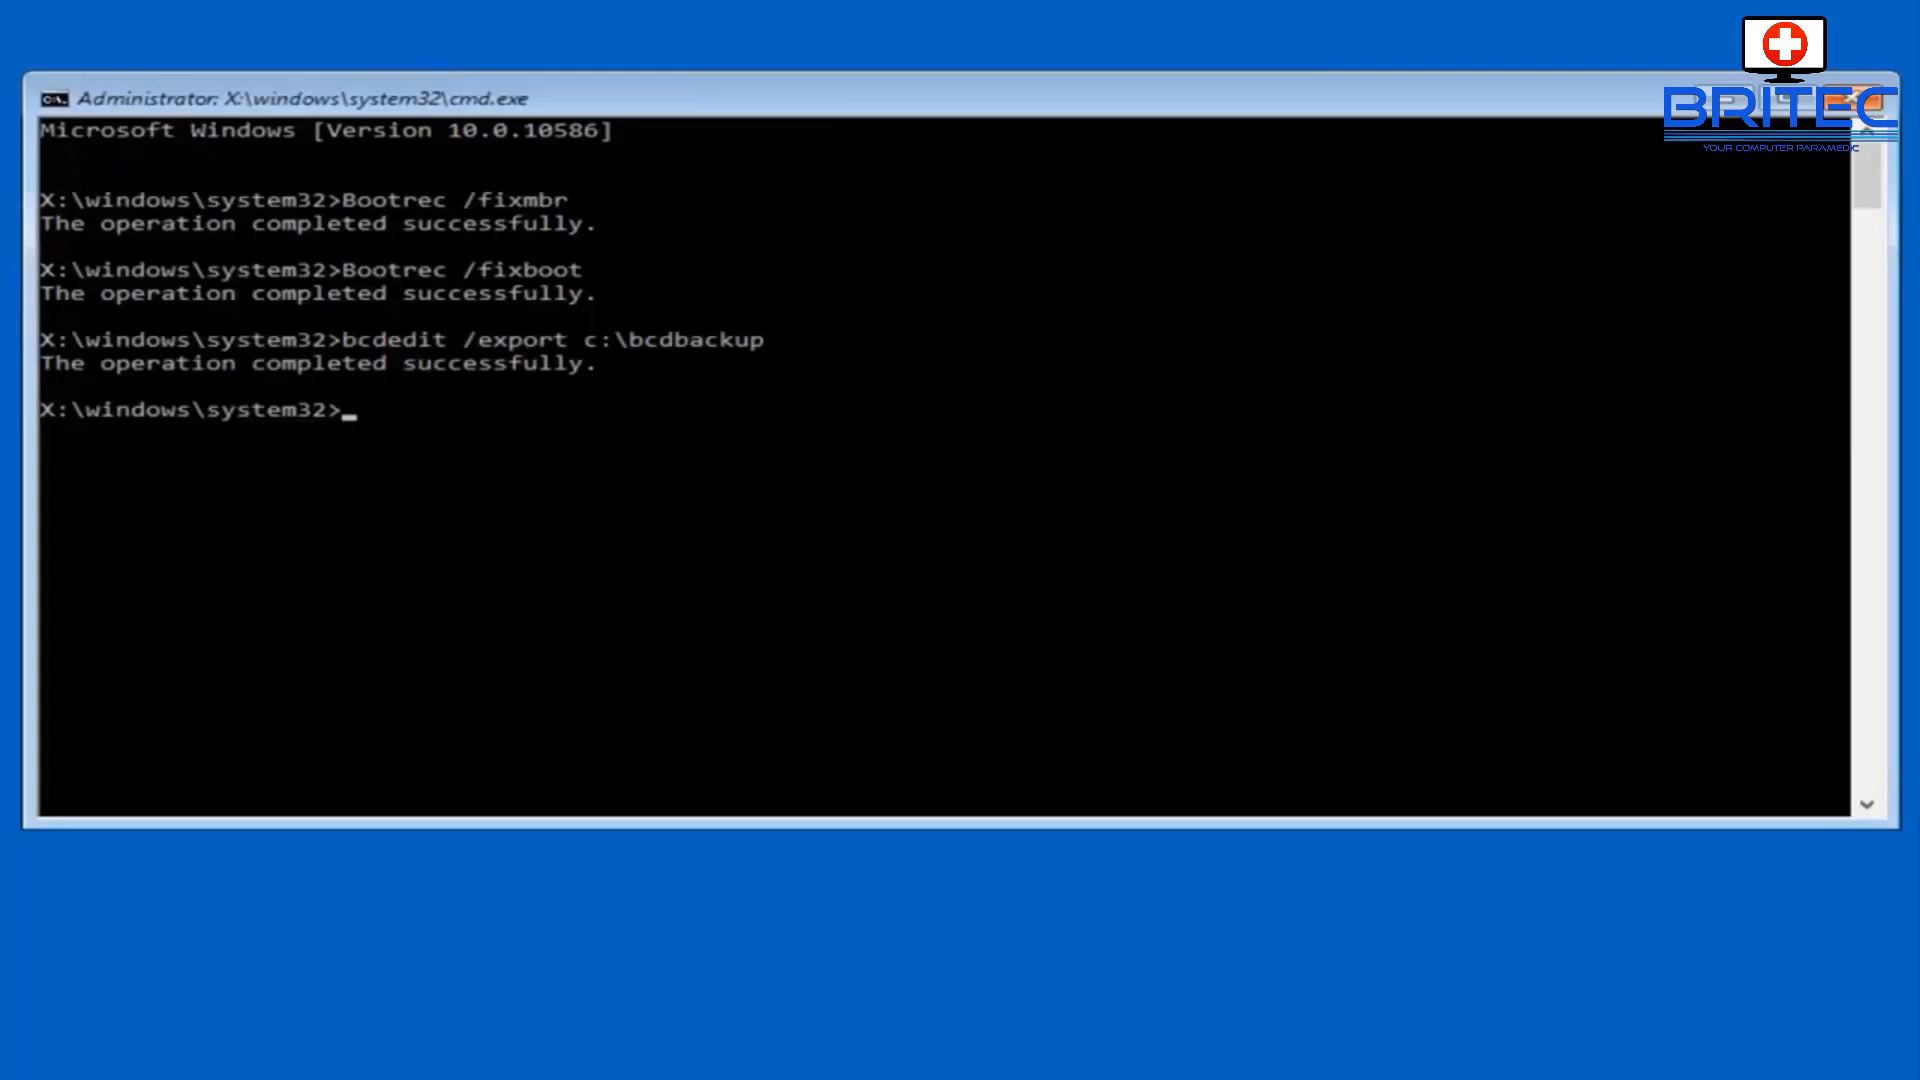 BRITEC
YOUR COMPUTER PARAMEDIC
Administrator: X:\windows\system32\cmd.exe
Microsoft Windows [Version 10.0.10586]
X:\windows\system32>Bootrec /fixmbr
The operation completed successfully.
X:\windows\system32>Bootrec /fixboot
The operation completed successfully.
X:\windows\system32>bcdedit /export c:\bcdbackup
The operation completed successfully.
X:\windows\system32>_